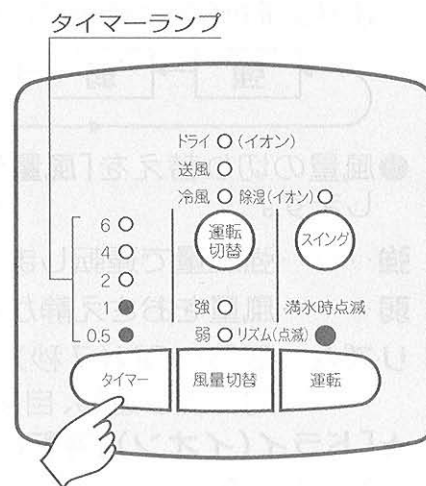 タイマーランプ
ドライ (イオン)
送風
冷風 除湿(イオン)
6
4
2
1
0.5
運転
切替
スイング
強 満水時点滅
弱 リズム(点滅)
タイマー
風量切替
運転